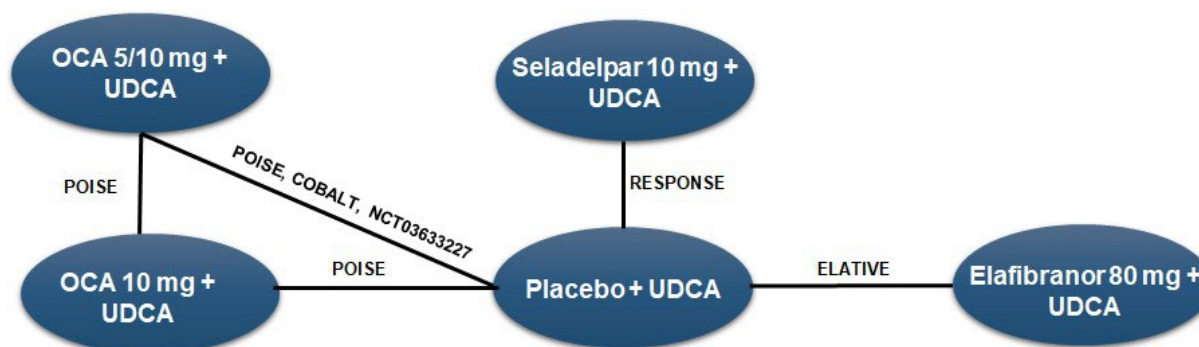 OCA 5/10 mg +
UDCA
Seladelpar 10 mg +
UDCA
POISE
POISE, COBALT, NCT03633227
RESPONSE
OCA 10 mg +
UDCA
POISE
Placebo + UDCA
ELATIVE
Elafibranor 80 mg +
UDCA